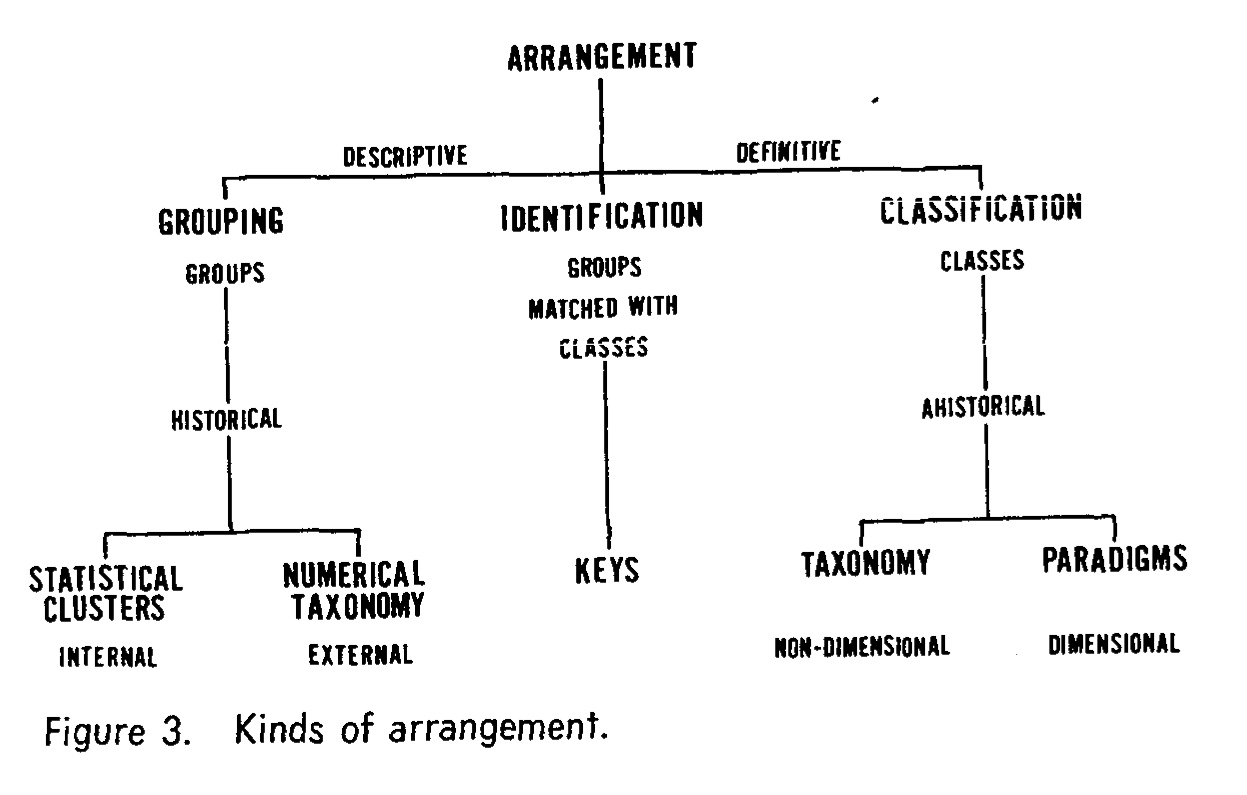 ARRANGEMENT
DESCRIPTIVE
DEFINITIVE
GROUPING
GROUPS
IDENTIFICATION
GROUPS
MATCHED WITH
CLASSES
CLASSIFICATION
CLASSES
HISTORICAL
AHISTORICAL
STATISTICAL
CLUSTERS
INTERNAL
NUMERICAL
TAXONOMY
EXTERNAL
KEYS
TAXONOMY
NON-DIMENSIONAL
PARADIGMS
DIMENSIONAL
Figure 3. Kinds of arrangement.